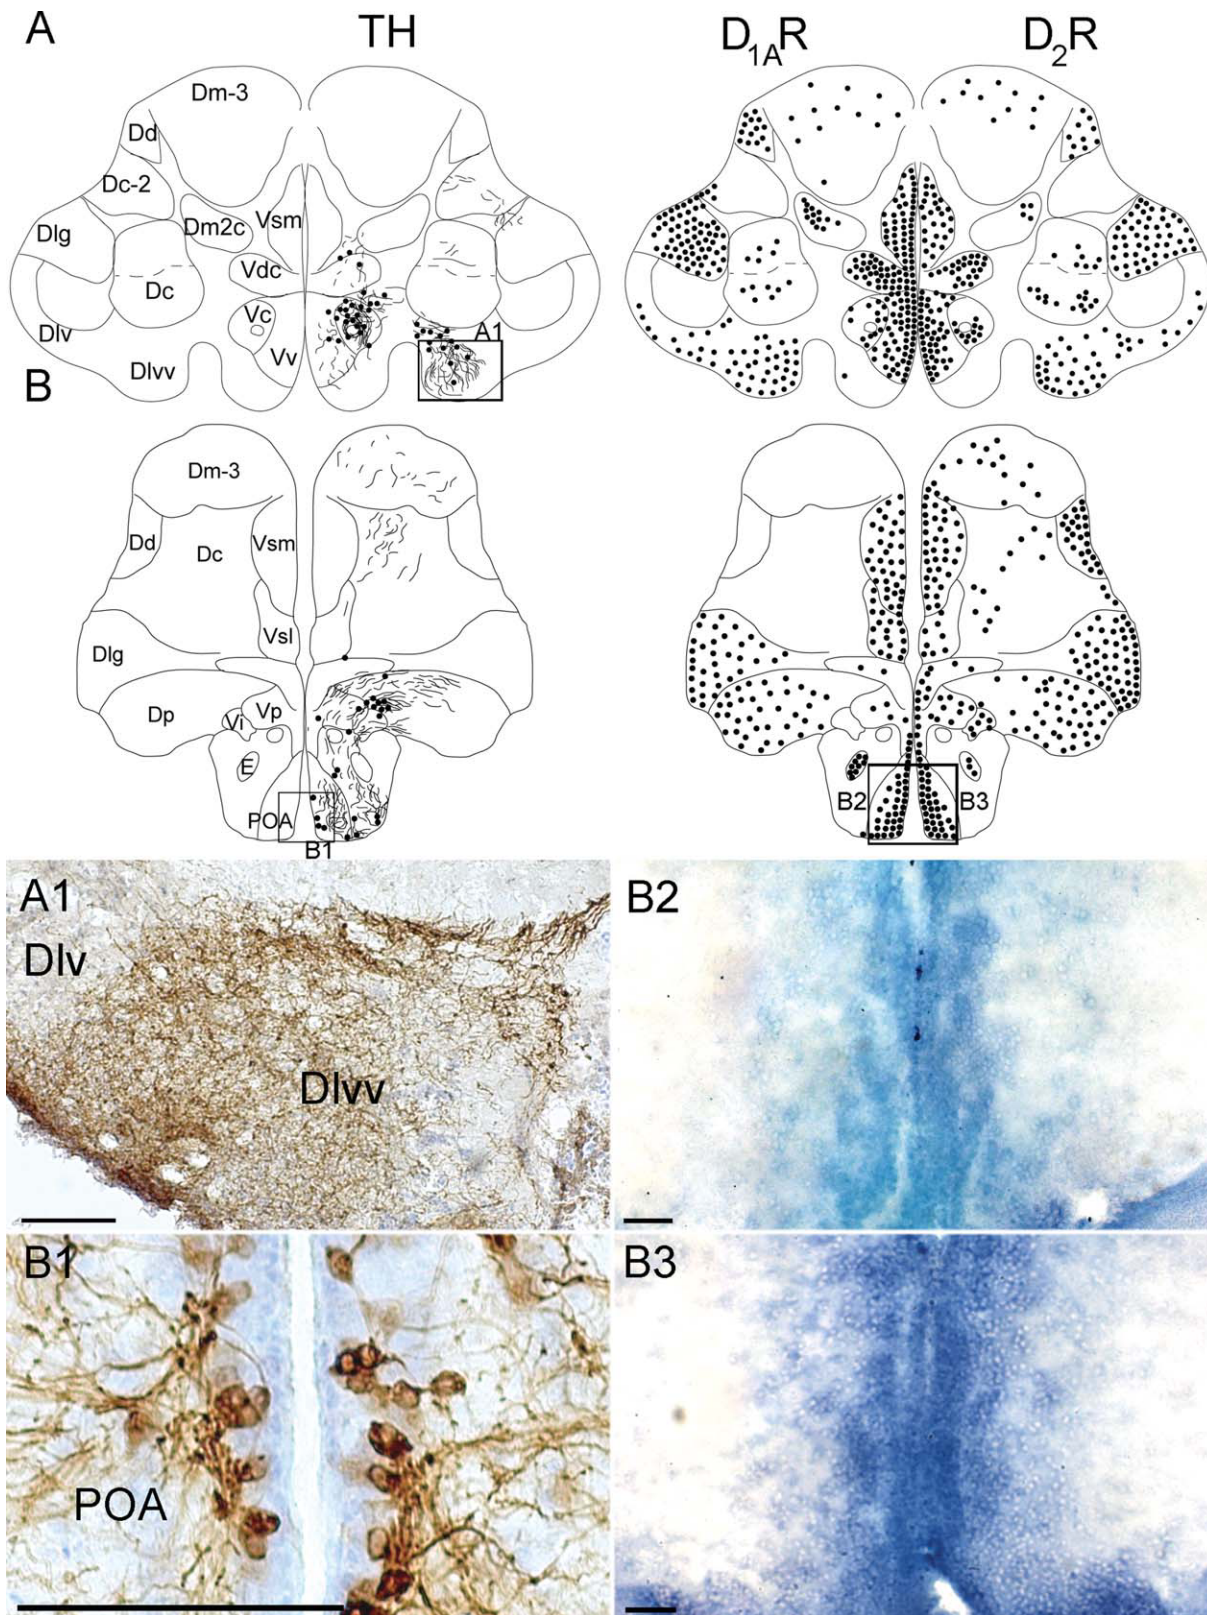 A
TH
D1AR
D2R
Dm-3
Dd
Dc-2
Dm2c
Vsm
Dlg
Vdc
Dc
Vc
Dlv
A1
Vv
Dlvv
B
Dm-3
Dd
Dc
Vsm
Vsl
Dlg
Dp
Vp
Vi
E
POA
B1
B2
B3
A1
Dlv
Dlvv
B2
B1
POA
B3